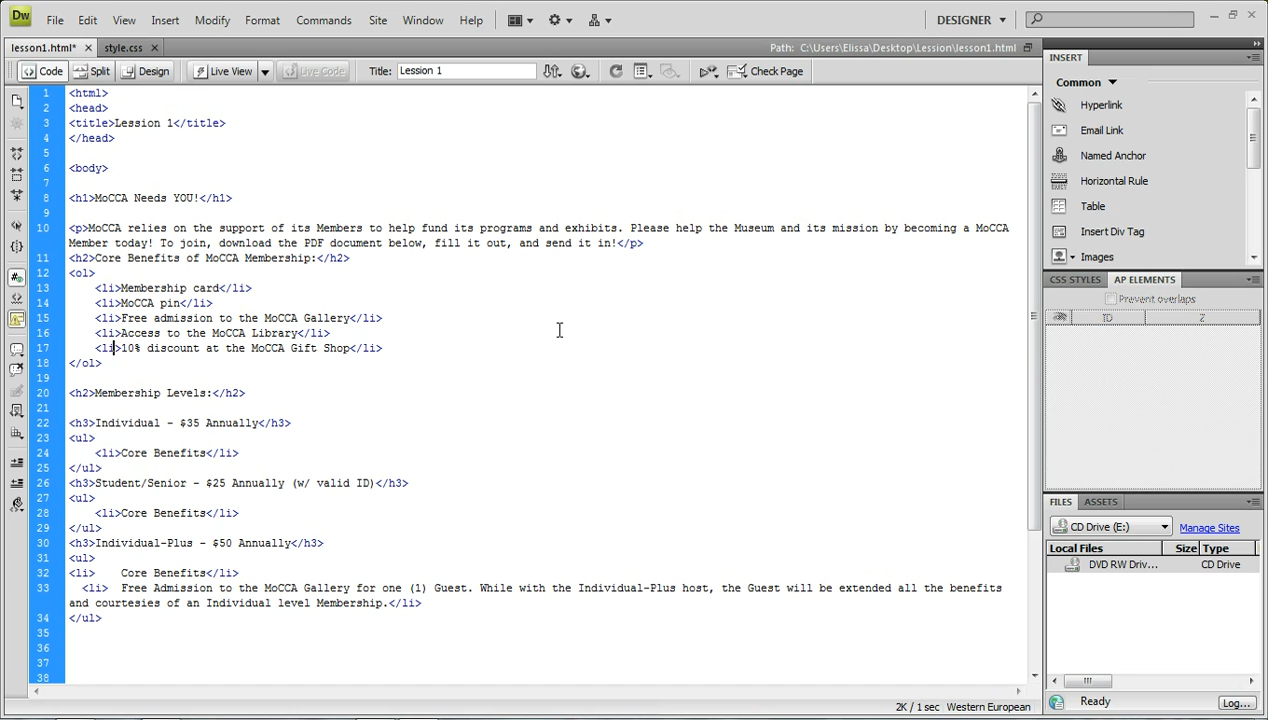 Dw File Edit View Insert Modify Format Commands Site Window Help DESIGNER
lesson1.html* style.css Path: C:\Users\Elissa\Desktop\Lession\lesson1.html
Code Split Design Live View Live Code Title: Lesson 1 Check Page
1 <html>
2 <head>
3 <title>Lession 1</title>
4 </head>
5
6 <body>
7
8 <h1>MoCCA Needs YOU!</h1>
9
10 <p>MoCCA relies on the support of its Members to help fund its programs and exhibits. Please help the Museum and its mission by becoming a MoCCA
Member today! To join, download the PDF document below, fill it out, and send it in!</p>
11 <h2>Core Benefits of MoCCA Membership:</h2>
12 <ol>
13 <li>Membership card</li>
14 <li>MoCCA pin</li>
15 <li>Free admission to the MoCCA Gallery</li>
16 <li>Access to the MoCCA Library</li>
17 <li>10% discount at the MoCCA Gift Shop</li>
18 </ol>
19
20 <h2>Membership Levels:</h2>
21
22 <h3>Individual - $35 Annually</h3>
23 <ul>
24 <li>Core Benefits</li>
25 </ul>
26 <h3>Student/Senior - $25 Annually (w/ valid ID)</h3>
27 <ul>
28 <li>Core Benefits</li>
29 </ul>
30 <h3>Individual-Plus - $50 Annually</h3>
31 <ul>
32 <li> Core Benefits</li>
33 <li> Free Admission to the MoCCA Gallery for one (1) Guest. While with the Individual-Plus host, the Guest will be extended all the benefits
and courtesies of an Individual level Membership.</li>
34 </ul>
35
36
37
38
2K / 1 sec Western European
INSERT
Common
Hyperlink
Email Link
Named Anchor
Horizontal Rule
Table
Insert Div Tag
Images
CSS STYLES AP ELEMENTS
Prevent overlaps
ID Z
FILES ASSETS
CD Drive (E:) Manage Sites
Local Files Size Type
DVD RW Driv... CD Drive
Ready Log...